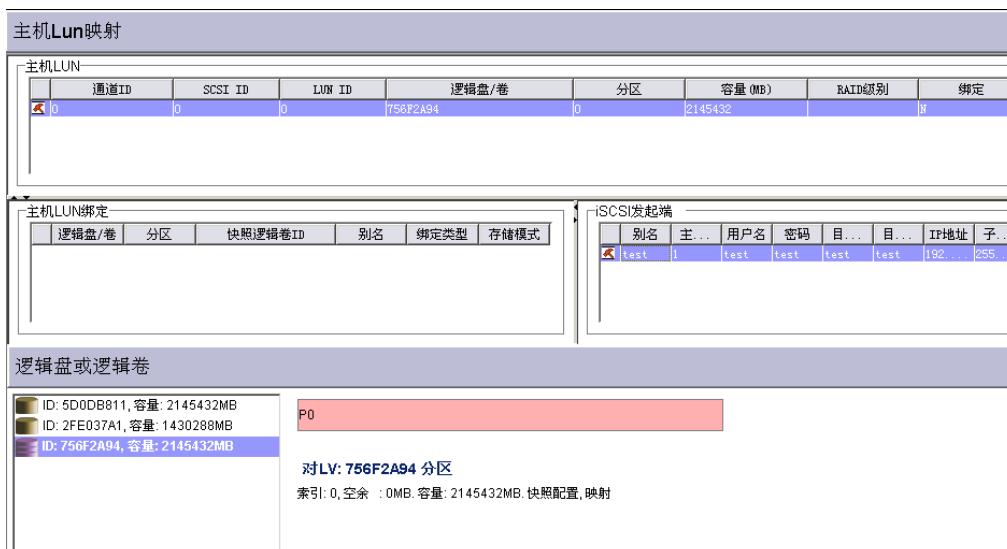 主机Lun映射
主机LUN
通道ID SCSI ID LUN ID 逻辑盘/卷 分区 容量(MB) RAID级别 绑定
0 0 0 756F2A94 0 2145432 N
主机LUN绑定
逻辑盘/卷 分区 快照逻辑卷ID 别名 绑定类型 存储模式
iSCSI发起端
别名 主... 用户名 密码 目... 目... IP地址 子...
test 1 test test test test 192.... 255...
逻辑盘或逻辑卷
ID: 5D0DB811, 容量: 2145432MB
ID: 2FE037A1, 容量: 1430288MB
ID: 756F2A94, 容量: 2145432MB
P0
对LV: 756F2A94 分区
索引: 0, 空余 : 0MB. 容量: 2145432MB. 快照配置, 映射